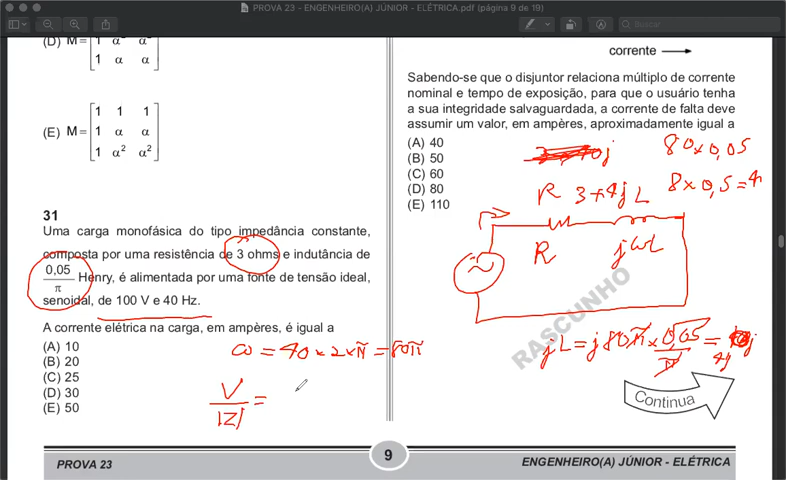 PROVA 23 - ENGENHEIRO(A) JÚNIOR - ELÉTRICA.pdf (página 9 de 19)
Buscar
(D) M =
1 α α
(E) M =
1 1 1
1 α α
1 α² α²
31
Uma carga monofásica do tipo impedância constante,
composta por uma resistência de 3 ohms e indutância de
0,05
π
Henry, é alimentada por uma fonte de tensão ideal,
senoidal, de 100 V e 40 Hz.
A corrente elétrica na carga, em ampères, é igual a
(A) 10
(B) 20
(C) 25
(D) 30
(E) 50
ω = 40 × 2 × π = 80π
V
|Z|
=
corrente
Sabendo-se que o disjuntor relaciona múltiplo de corrente
nominal e tempo de exposição, para que o usuário tenha
a sua integridade salvaguardada, a corrente de falta deve
assumir um valor, em ampères, aproximadamente igual a
(A) 40
(B) 50
(C) 60
(D) 80
(E) 110
80 × 0,05
8 × 0,5 = 4
R 3+4j L
R jωL
RASCUNHO
jL = j80π × 0,05
π
=
4j
Continua
PROVA 23
9
ENGENHEIRO(A) JÚNIOR - ELÉTRICA